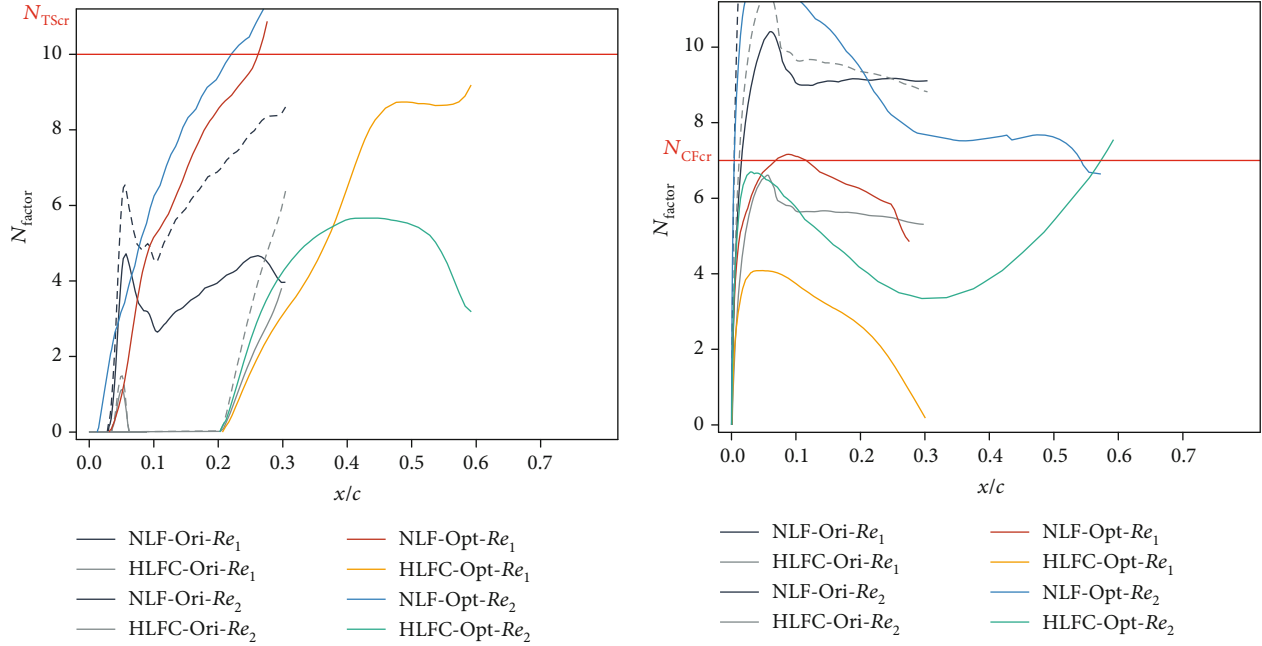 N_TScr
10
8
6
4
2
0
N_factor
0.0 0.1 0.2 0.3 0.4 0.5 0.6 0.7
x/c
NLF-Ori-Re₁ NLF-Opt-Re₁
HLFC-Ori-Re₁ HLFC-Opt-Re₁
NLF-Ori-Re₂ NLF-Opt-Re₂
HLFC-Ori-Re₂ HLFC-Opt-Re₂
10
8
N_CFcr
6
4
2
0
N_factor
0.0 0.1 0.2 0.3 0.4 0.5 0.6 0.7
x/c
NLF-Ori-Re₁ NLF-Opt-Re₁
HLFC-Ori-Re₁ HLFC-Opt-Re₁
NLF-Ori-Re₂ NLF-Opt-Re₂
HLFC-Ori-Re₂ HLFC-Opt-Re₂